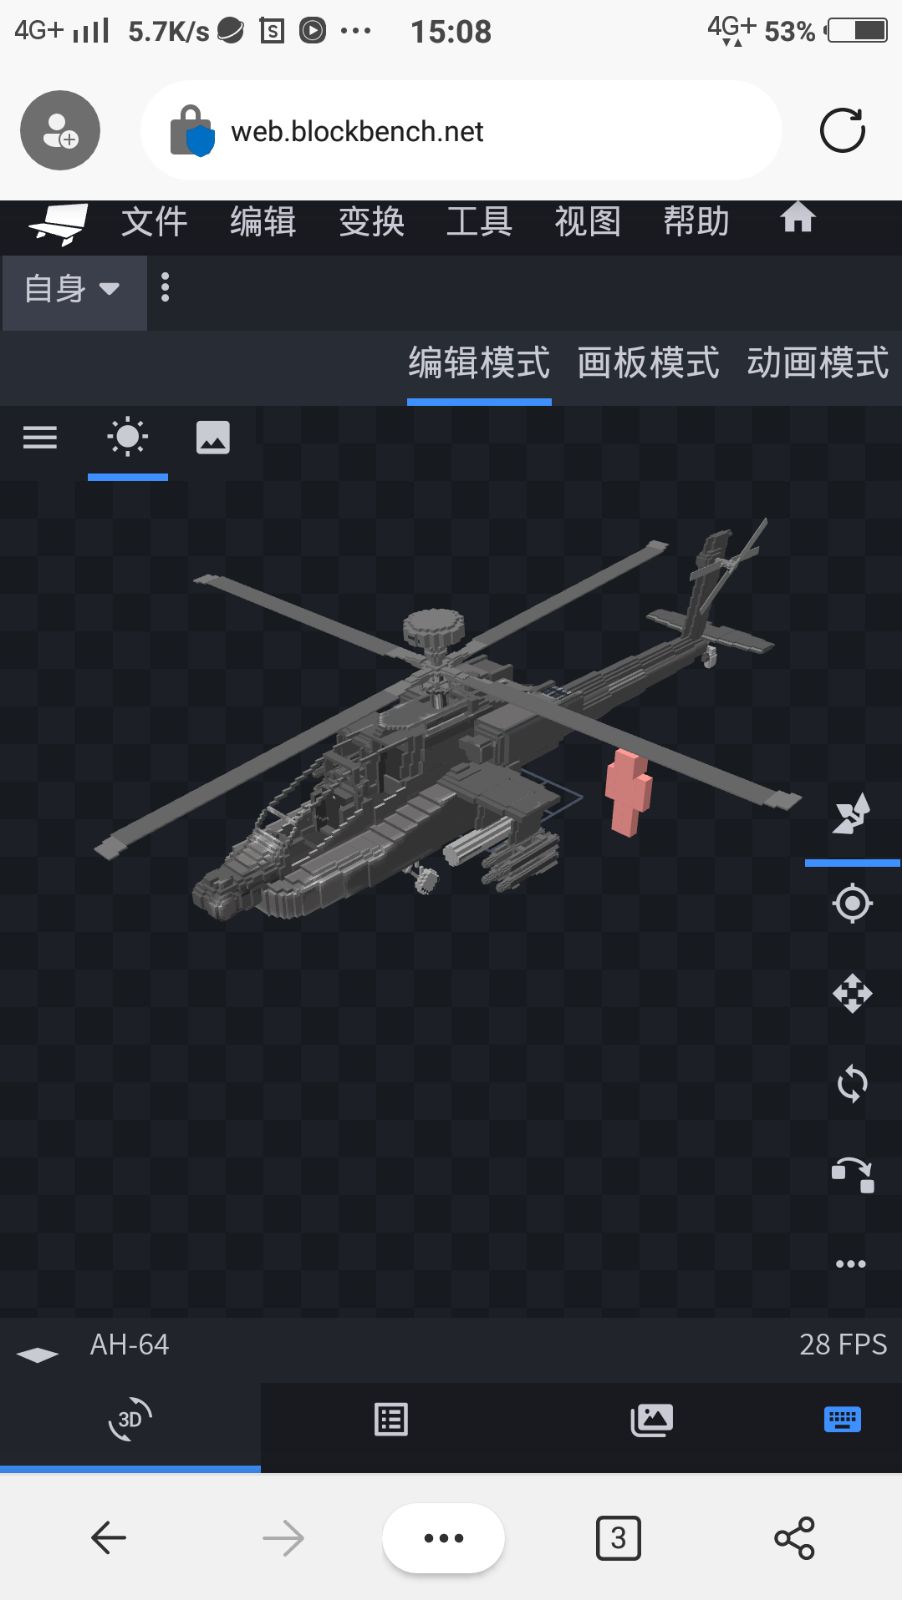 4G+ 5.7K/s S ··· 15:08 4G+ 53%
web.blockbench.net
文件 编辑 变换 工具 视图 帮助
自身
编辑模式 画板模式 动画模式
AH-64 28 FPS
3D
3